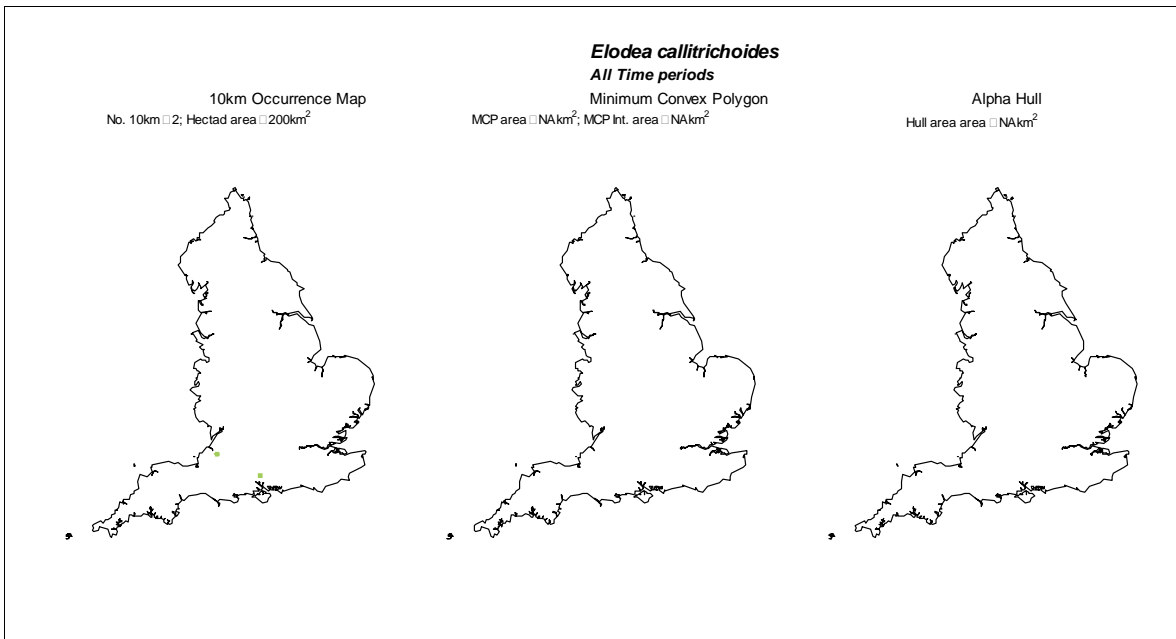 Elodea callitrichoides
All Time periods
10km Occurrence Map
No. 10km □ 2; Hectad area □ 200km²
Minimum Convex Polygon
MCP area □ NAkm²; MCP Int. area □ NAkm²
Alpha Hull
Hull area area □ NAkm²